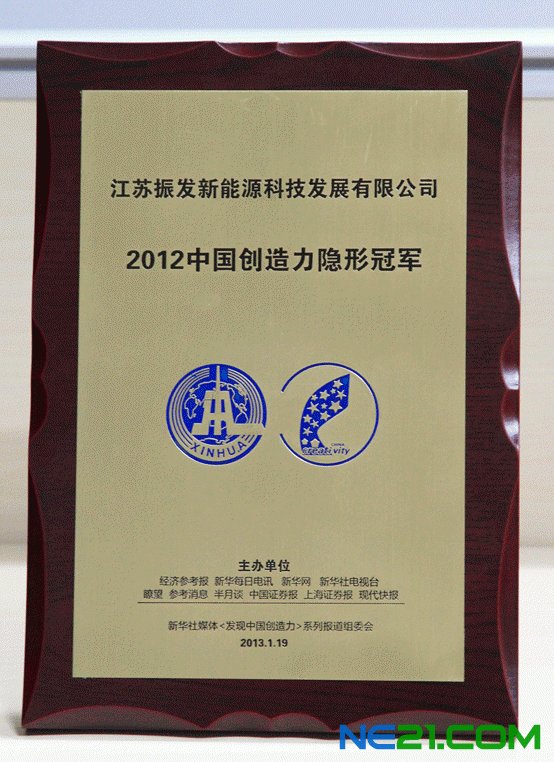 江苏振发新能源科技发展有限公司
2012中国创造力隐形冠军
XINHUA
CHINA
creativity
主办单位
经济参考报 新华每日电讯 新华网 新华社电视台
瞭望 参考消息 半月谈 中国证券报 上海证券报 现代快报
新华社媒体<发现中国创造力>系列报道组委会
2013.1.19
NE21.COM